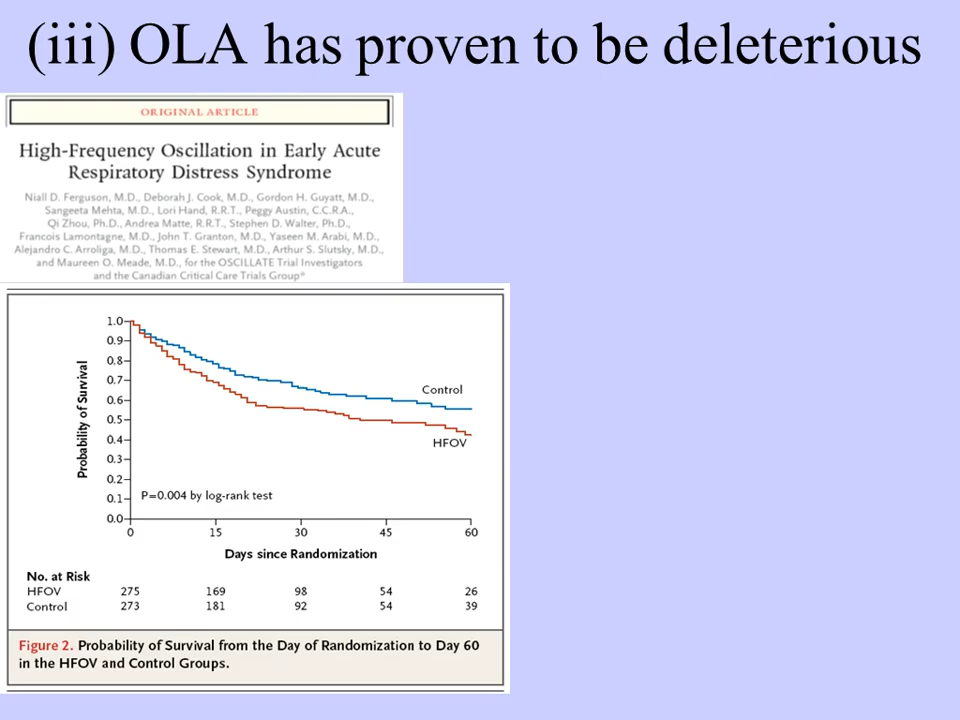 (iii) OLA has proven to be deleterious
ORIGINAL ARTICLE
High-Frequency Oscillation in Early Acute
Respiratory Distress Syndrome
Niall D. Ferguson, M.D., Deborah J. Cook, M.D., Gordon H. Guyatt, M.D.,
Sangeeta Mehta, M.D., Lori Hand, R.R.T., Peggy Austin, C.C.R.A.,
Qi Zhou, Ph.D., Andrea Matte, R.R.T., Stephen D. Walter, Ph.D.,
Francois Lamontagne, M.D., John T. Granton, M.D., Yaseen M. Arabi, M.D.,
Alejandro C. Arroliga, M.D., Thomas E. Stewart, M.D., Arthur S. Slutsky, M.D.,
and Maureen O. Meade, M.D., for the OSCILLATE Trial Investigators
and the Canadian Critical Care Trials Group*
Probability of Survival
1.0
0.9
0.8
0.7
0.6
0.5
0.4
0.3
0.2
0.1
0.0
Control
HFOV
P=0.004 by log-rank test
0 15 30 45 60
Days since Randomization
No. at Risk
HFOV 275 169 98 54 26
Control 273 181 92 54 39
Figure 2. Probability of Survival from the Day of Randomization to Day 60
in the HFOV and Control Groups.